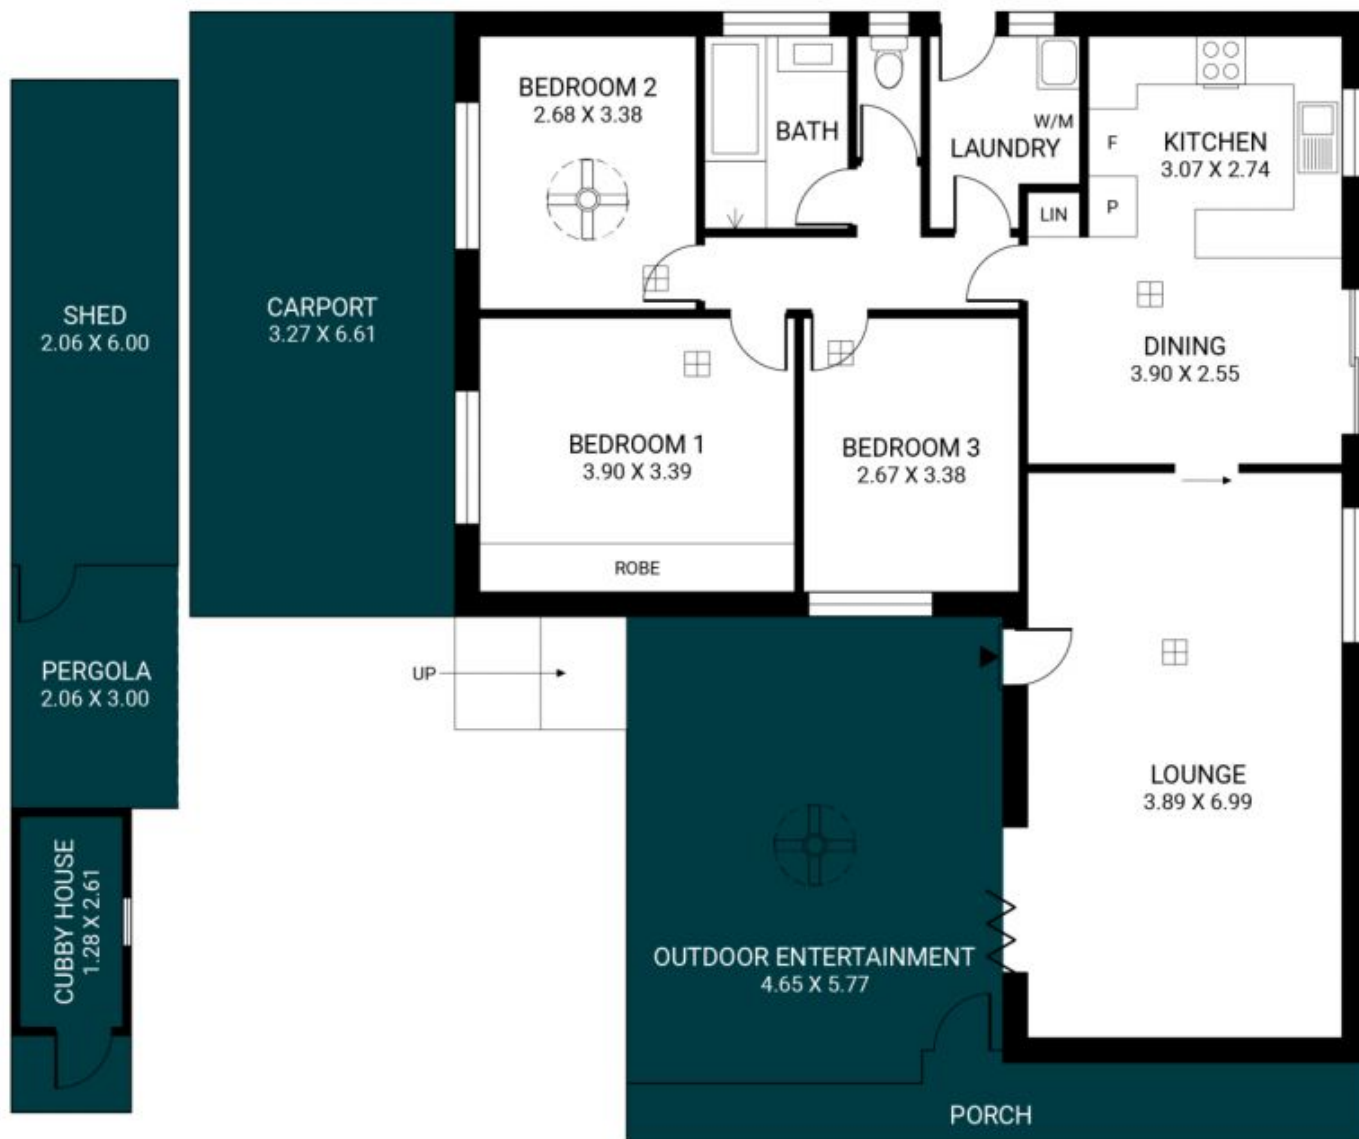 BEDROOM 2
2.68 X 3.38
BATH
LAUNDRY
W/M
LIN
F
P
KITCHEN
3.07 X 2.74
SHED
2.06 X 6.00
CARPORT
3.27 X 6.61
DINING
3.90 X 2.55
BEDROOM 1
3.90 X 3.39
ROBE
BEDROOM 3
2.67 X 3.38
PERGOLA
2.06 X 3.00
UP
LOUNGE
3.89 X 6.99
CUBBY HOUSE
1.28 X 2.61
OUTDOOR ENTERTAINMENT
4.65 X 5.77
PORCH